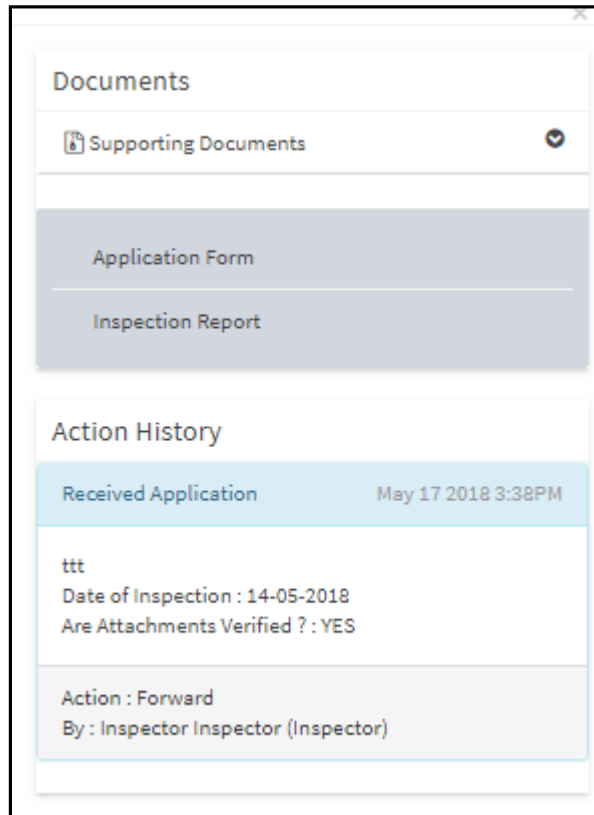 Documents
Supporting Documents
Application Form
Inspection Report
Action History
Received Application May 17 2018 3:38PM
ttt
Date of Inspection : 14-05-2018
Are Attachments Verified ? : YES
Action : Forward
By : Inspector Inspector (Inspector)